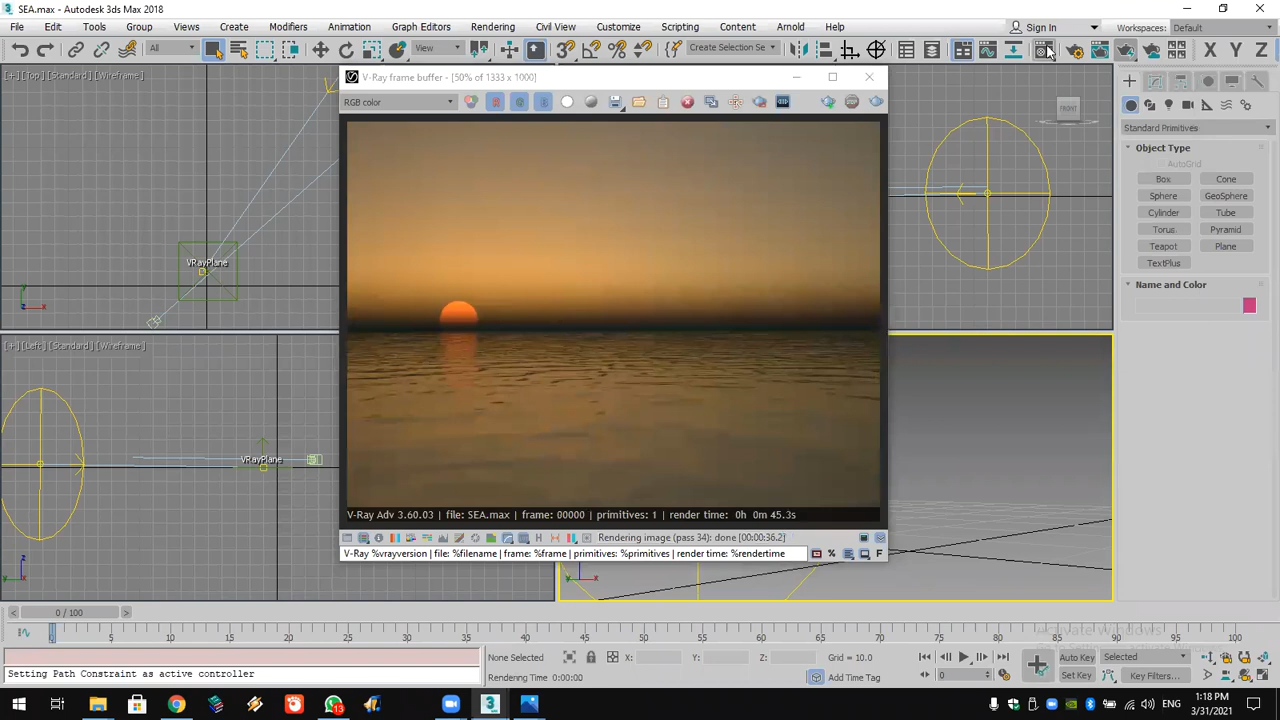 SEA.max - Autodesk 3ds Max 2018
File Edit Tools Group Views Create Modifiers Animation Graph Editors Rendering Civil View Customize Scripting Content Arnold Help Sign In Workspaces: Default
All View Create Selection Se X Y Z
[+] [Top] [Standard] [Wireframe]
V-Ray frame buffer - [50% of 1333 x 1000]
RGB color
FRONT
Standard Primitives
Object Type
AutoGrid
Box Cone
Sphere GeoSphere
Cylinder Tube
Torus Pyramid
Teapot Plane
TextPlus
Name and Color
VRayPlane
[+] [Left] [Standard] [Wireframe]
VRayPlane
V-Ray Adv 3.60.03 | file: SEA.max | frame: 00000 | primitives: 1 | render time: 0h 0m 45.3s
Rendering image (pass 34): done [00:00:36.2]
V-Ray %vrayversion | file: %filename | frame: %frame | primitives: %primitives | render time: %rendertime
0 / 100
0 5 10 15 20 25 30 35 40 45 50 55 60 65 70 75 80 85 90 95 100
Activate Windows
None Selected X: Y: Z: Grid = 10.0 Auto Key Selected
Setting Path Constraint as active controller
Rendering Time 0:00:00 Add Time Tag 0 Set Key Key Filters...
13
ENG
1:18 PM
3/31/2021